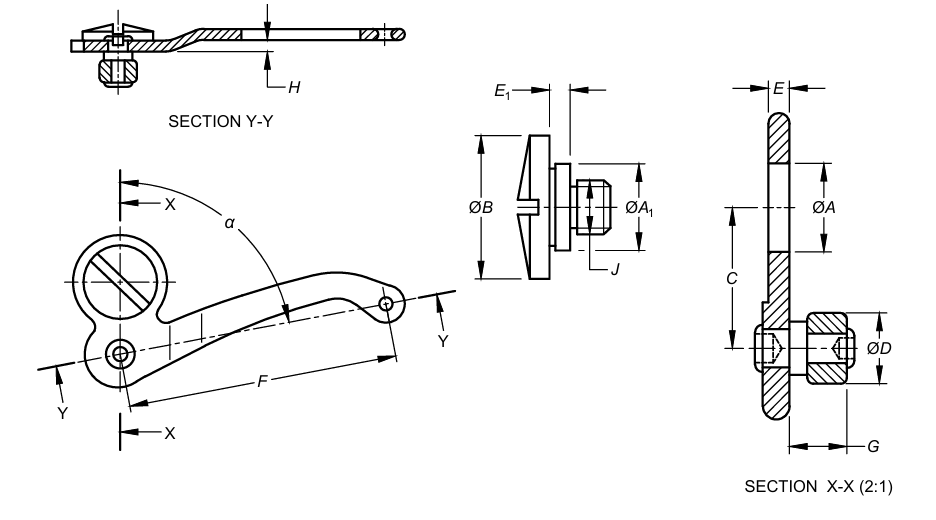 H
SECTION Y-Y
E1
E
X
α
ØB
ØA1
ØA
J
C
Y
ØD
F
Y
X
G
SECTION X-X (2:1)